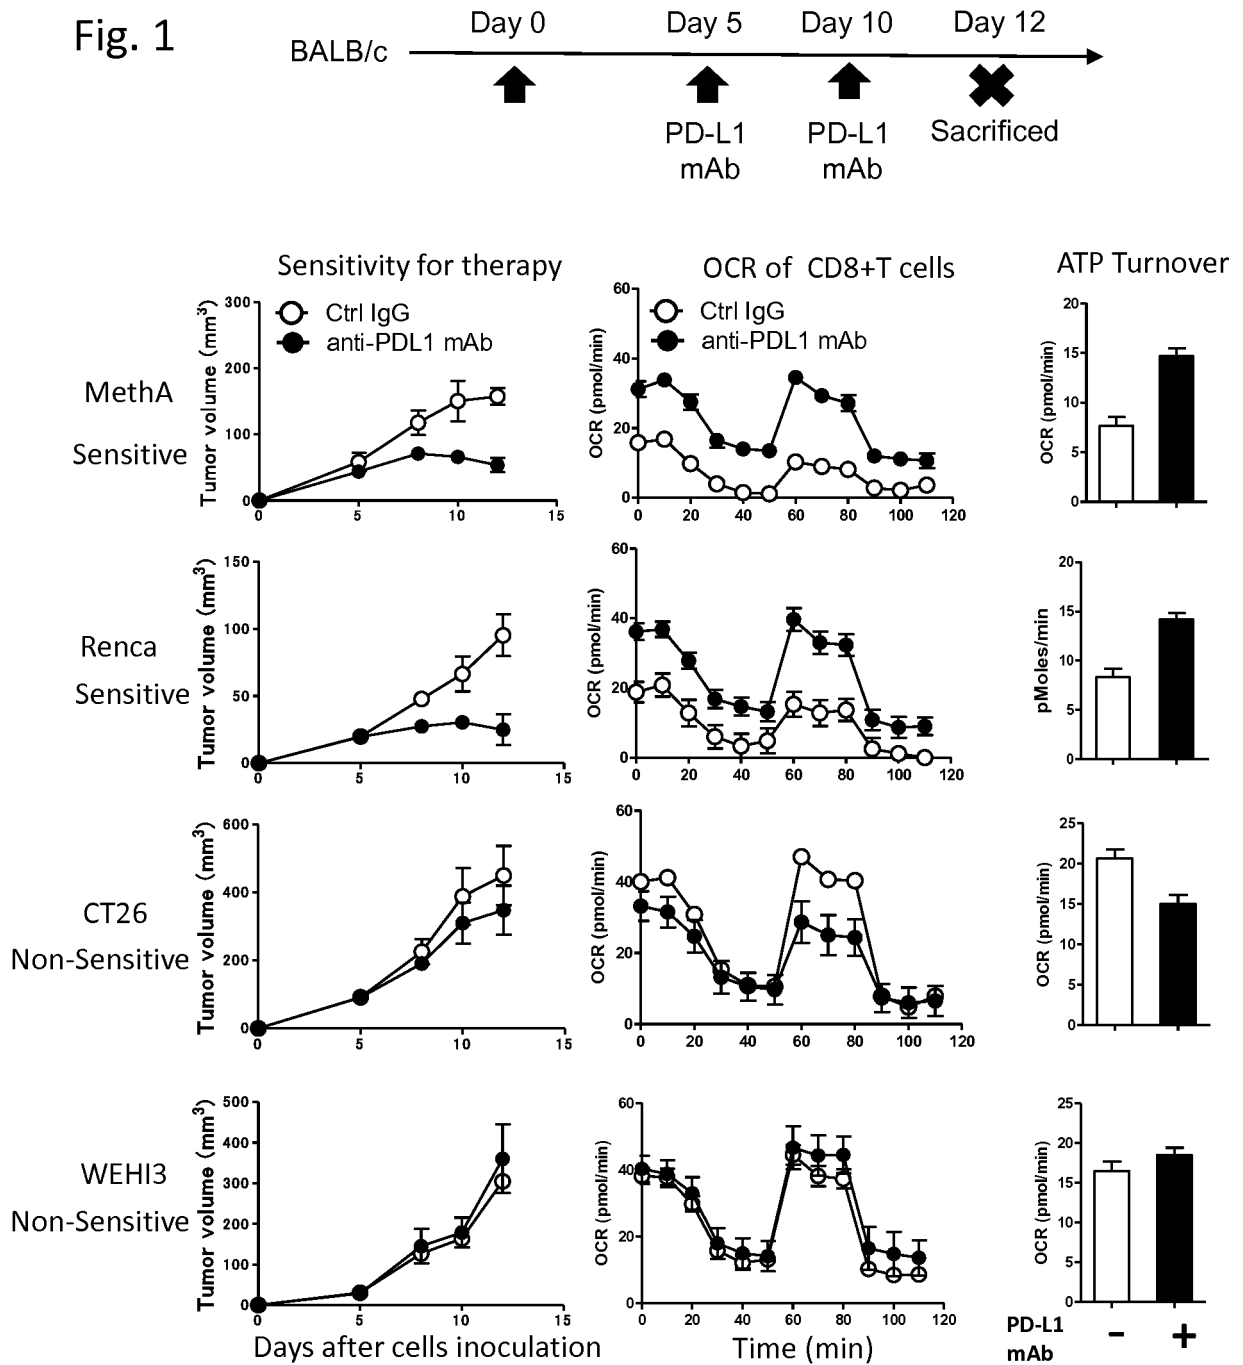 Fig. 1
BALB/c
Day 0
Day 5
Day 10
Day 12
PD-L1
mAb
PD-L1
mAb
Sacrificed
Sensitivity for therapy
OCR of CD8+T cells
ATP Turnover
MethA
Sensitive
Tumor volume (mm3)
300
200
100
0
0
5
10
15
Ctrl IgG
anti-PDL1 mAb
OCR (pmol/min)
60
40
20
0
0
20
40
60
80
100
120
Ctrl IgG
anti-PDL1 mAb
OCR (pmol/min)
20
15
10
5
0
Renca
Sensitive
Tumor volume (mm3)
150
100
50
0
0
5
10
15
OCR (pmol/min)
60
40
20
0
0
20
40
60
80
100
120
pMoles/min
20
15
10
5
0
CT26
Non-Sensitive
Tumor volume (mm3)
600
400
200
0
0
5
10
15
OCR (pmol/min)
60
40
20
0
0
20
40
60
80
100
120
OCR (pmol/min)
25
20
15
10
5
0
WEHI3
Non-Sensitive
Tumor volume (mm3)
500
400
300
200
100
0
0
5
10
15
Days after cells inoculation
OCR (pmol/min)
60
40
20
0
0
20
40
60
80
100
120
Time (min)
OCR (pmol/min)
25
20
15
10
5
0
PD-L1
mAb
− +